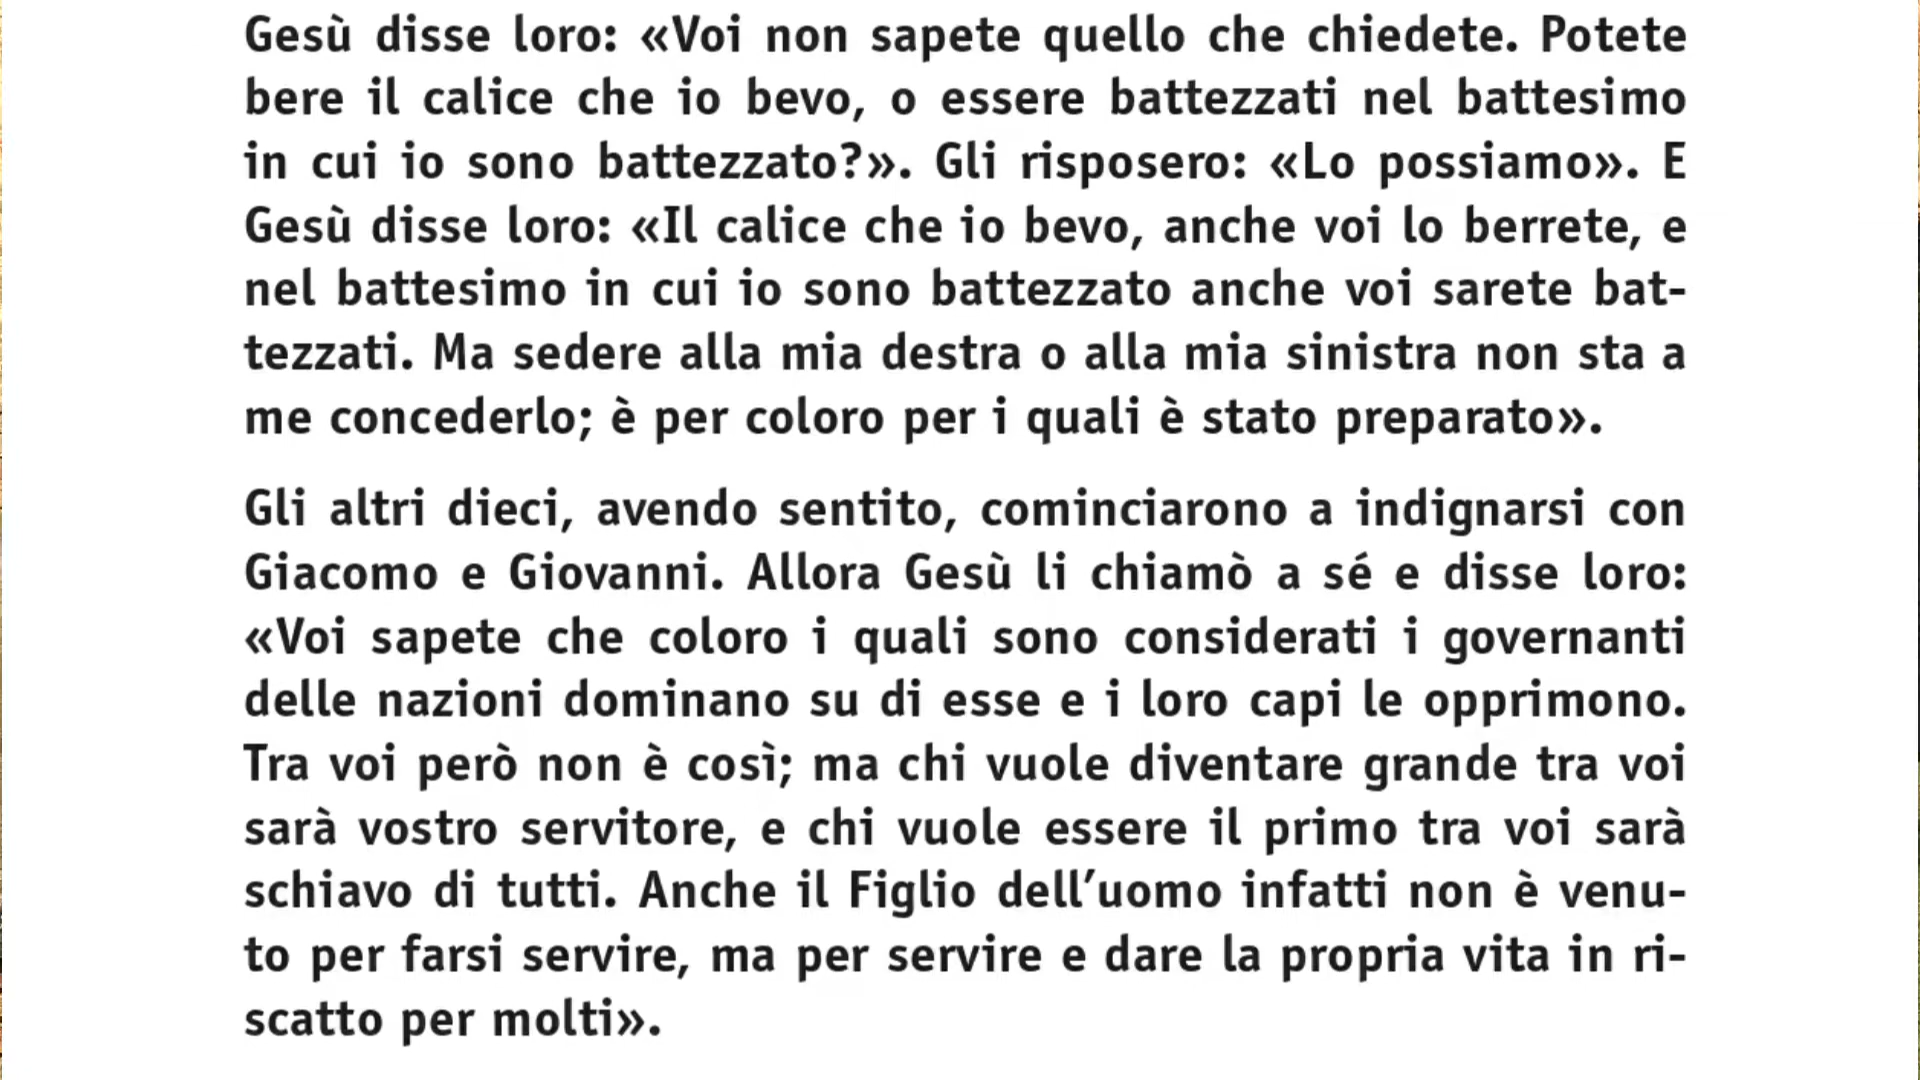 Gesù disse loro: «Voi non sapete quello che chiedete. Potete
bere il calice che io bevo, o essere battezzati nel battesimo
in cui io sono battezzato?». Gli risposero: «Lo possiamo». E
Gesù disse loro: «Il calice che io bevo, anche voi lo berrete, e
nel battesimo in cui io sono battezzato anche voi sarete bat-
tezzati. Ma sedere alla mia destra o alla mia sinistra non sta a
me concederlo; è per coloro per i quali è stato preparato».
Gli altri dieci, avendo sentito, cominciarono a indignarsi con
Giacomo e Giovanni. Allora Gesù li chiamò a sé e disse loro:
«Voi sapete che coloro i quali sono considerati i governanti
delle nazioni dominano su di esse e i loro capi le opprimono.
Tra voi però non è così; ma chi vuole diventare grande tra voi
sarà vostro servitore, e chi vuole essere il primo tra voi sarà
schiavo di tutti. Anche il Figlio dell’uomo infatti non è venu-
to per farsi servire, ma per servire e dare la propria vita in ri-
scatto per molti».